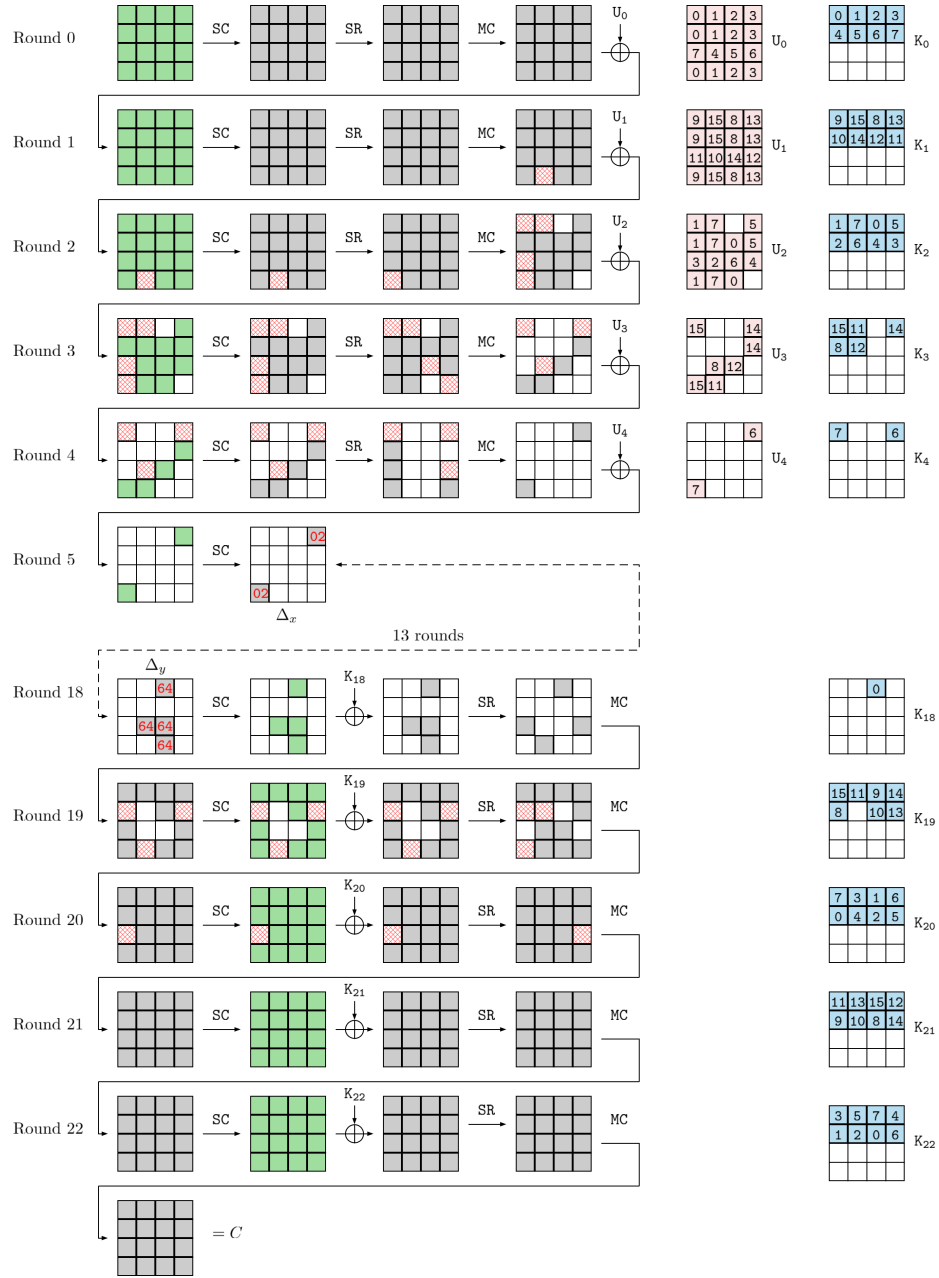 Round 0 SC SR MC U0
0 1 2 3
0 1 2 3
7 4 5 6
0 1 2 3
U0
0 1 2 3
4 5 6 7
K0
Round 1 SC SR MC U1
9 15 8 13
9 15 8 13
11 10 14 12
9 15 8 13
U1
9 15 8 13
10 14 12 11
K1
Round 2 SC SR MC U2
1 7 5
1 7 0 5
3 2 6 4
1 7 0
U2
1 7 0 5
2 6 4 3
K2
Round 3 SC SR MC U3
15 14
14
8 12
15 11
U3
15 11 14
8 12
K3
Round 4 SC SR MC U4
6
7
U4
7 6
K4
Round 5 SC
02
02
Δx
13 rounds
Δy
Round 18 SC K18 SR MC
64
64 64
64
0
K18
Round 19 SC K19 SR MC
15 11 9 14
8 10 13
K19
Round 20 SC K20 SR MC
7 3 1 6
0 4 2 5
K20
Round 21 SC K21 SR MC
11 13 15 12
9 10 8 14
K21
Round 22 SC K22 SR MC
3 5 7 4
1 2 0 6
K22
= C